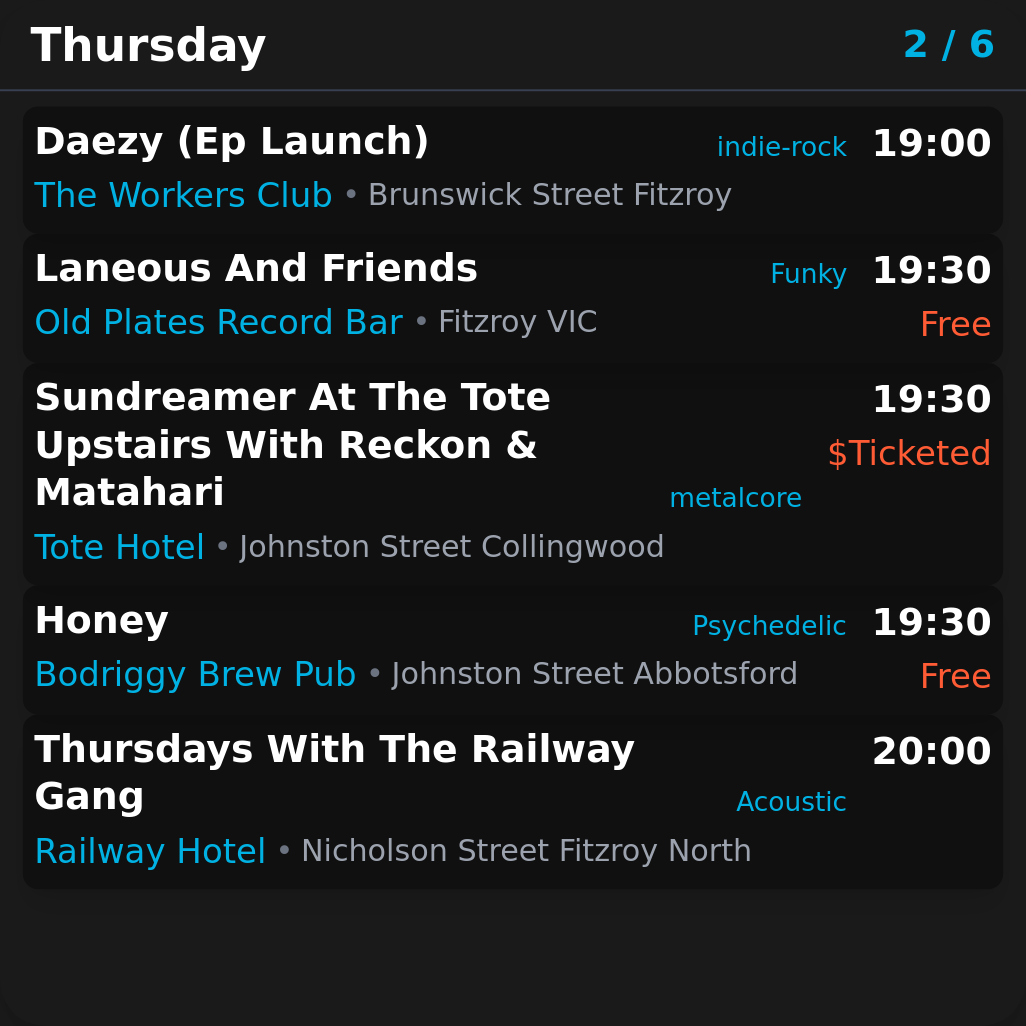 Thursday 2 / 6
Daezy (Ep Launch) indie-rock 19:00
The Workers Club • Brunswick Street Fitzroy
Laneous And Friends Funky 19:30
Old Plates Record Bar • Fitzroy VIC Free
Sundreamer At The Tote 19:30
Upstairs With Reckon & $Ticketed
Matahari metalcore
Tote Hotel • Johnston Street Collingwood
Honey Psychedelic 19:30
Bodriggy Brew Pub • Johnston Street Abbotsford Free
Thursdays With The Railway 20:00
Gang Acoustic
Railway Hotel • Nicholson Street Fitzroy North